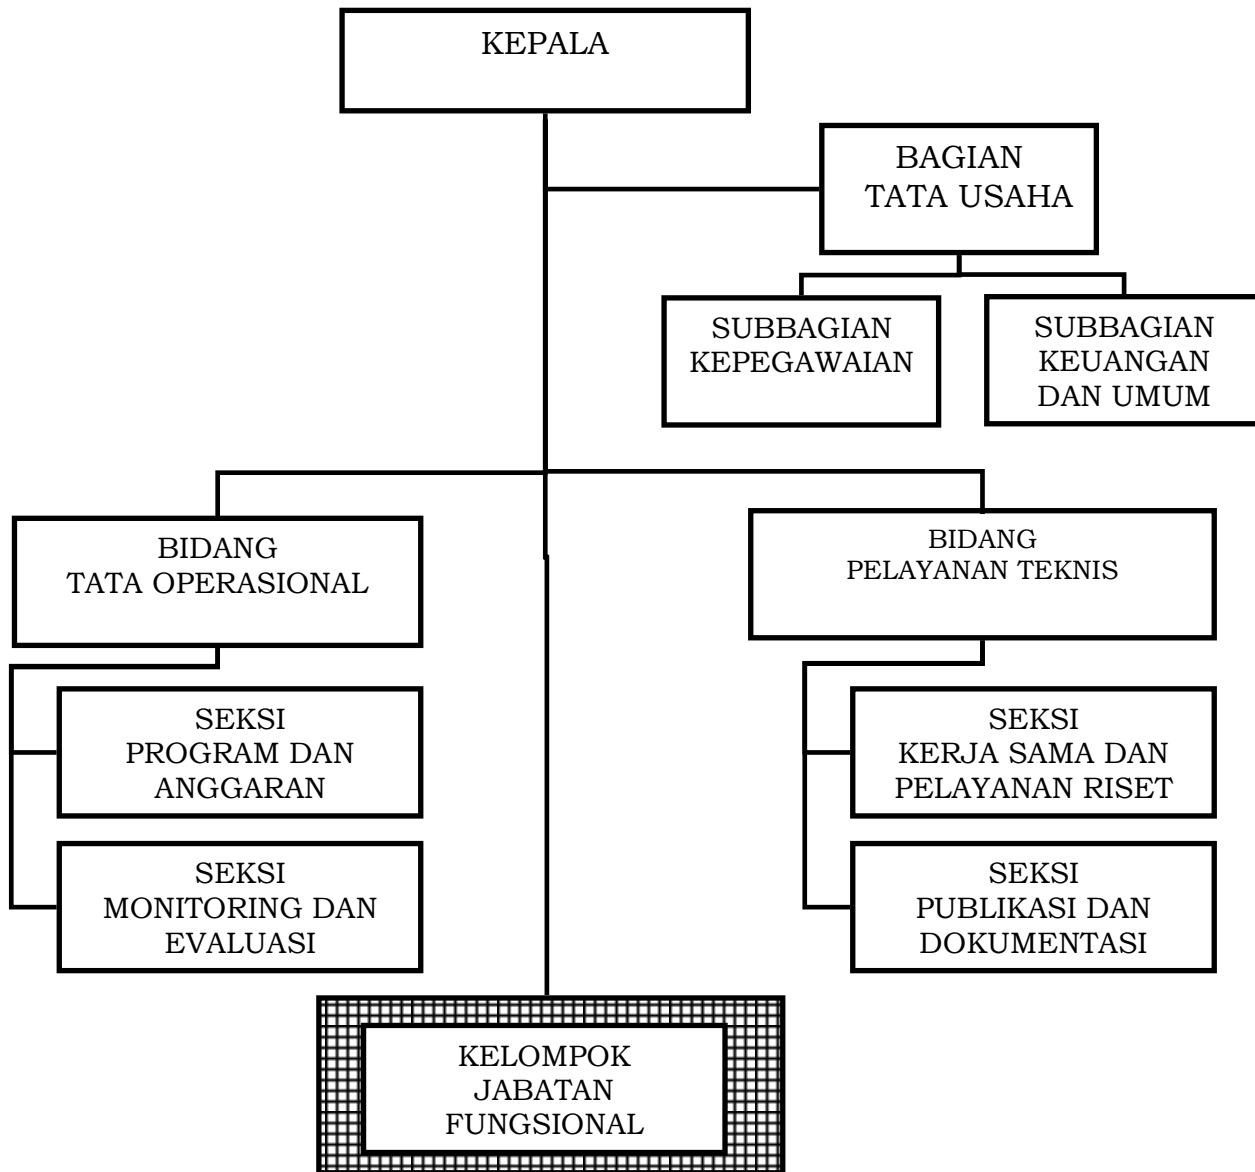 KEPALA
BAGIAN
TATA USAHA
SUBBAGIAN
KEPEGAWAIAN
SUBBAGIAN
KEUANGAN
DAN UMUM
BIDANG
TATA OPERASIONAL
BIDANG
PELAYANAN TEKNIS
SEKSI
PROGRAM DAN
ANGGARAN
SEKSI
KERJA SAMA DAN
PELAYANAN RISET
SEKSI
MONITORING DAN
EVALUASI
SEKSI
PUBLIKASI DAN
DOKUMENTASI
KELOMPOK
JABATAN
FUNGSIONAL